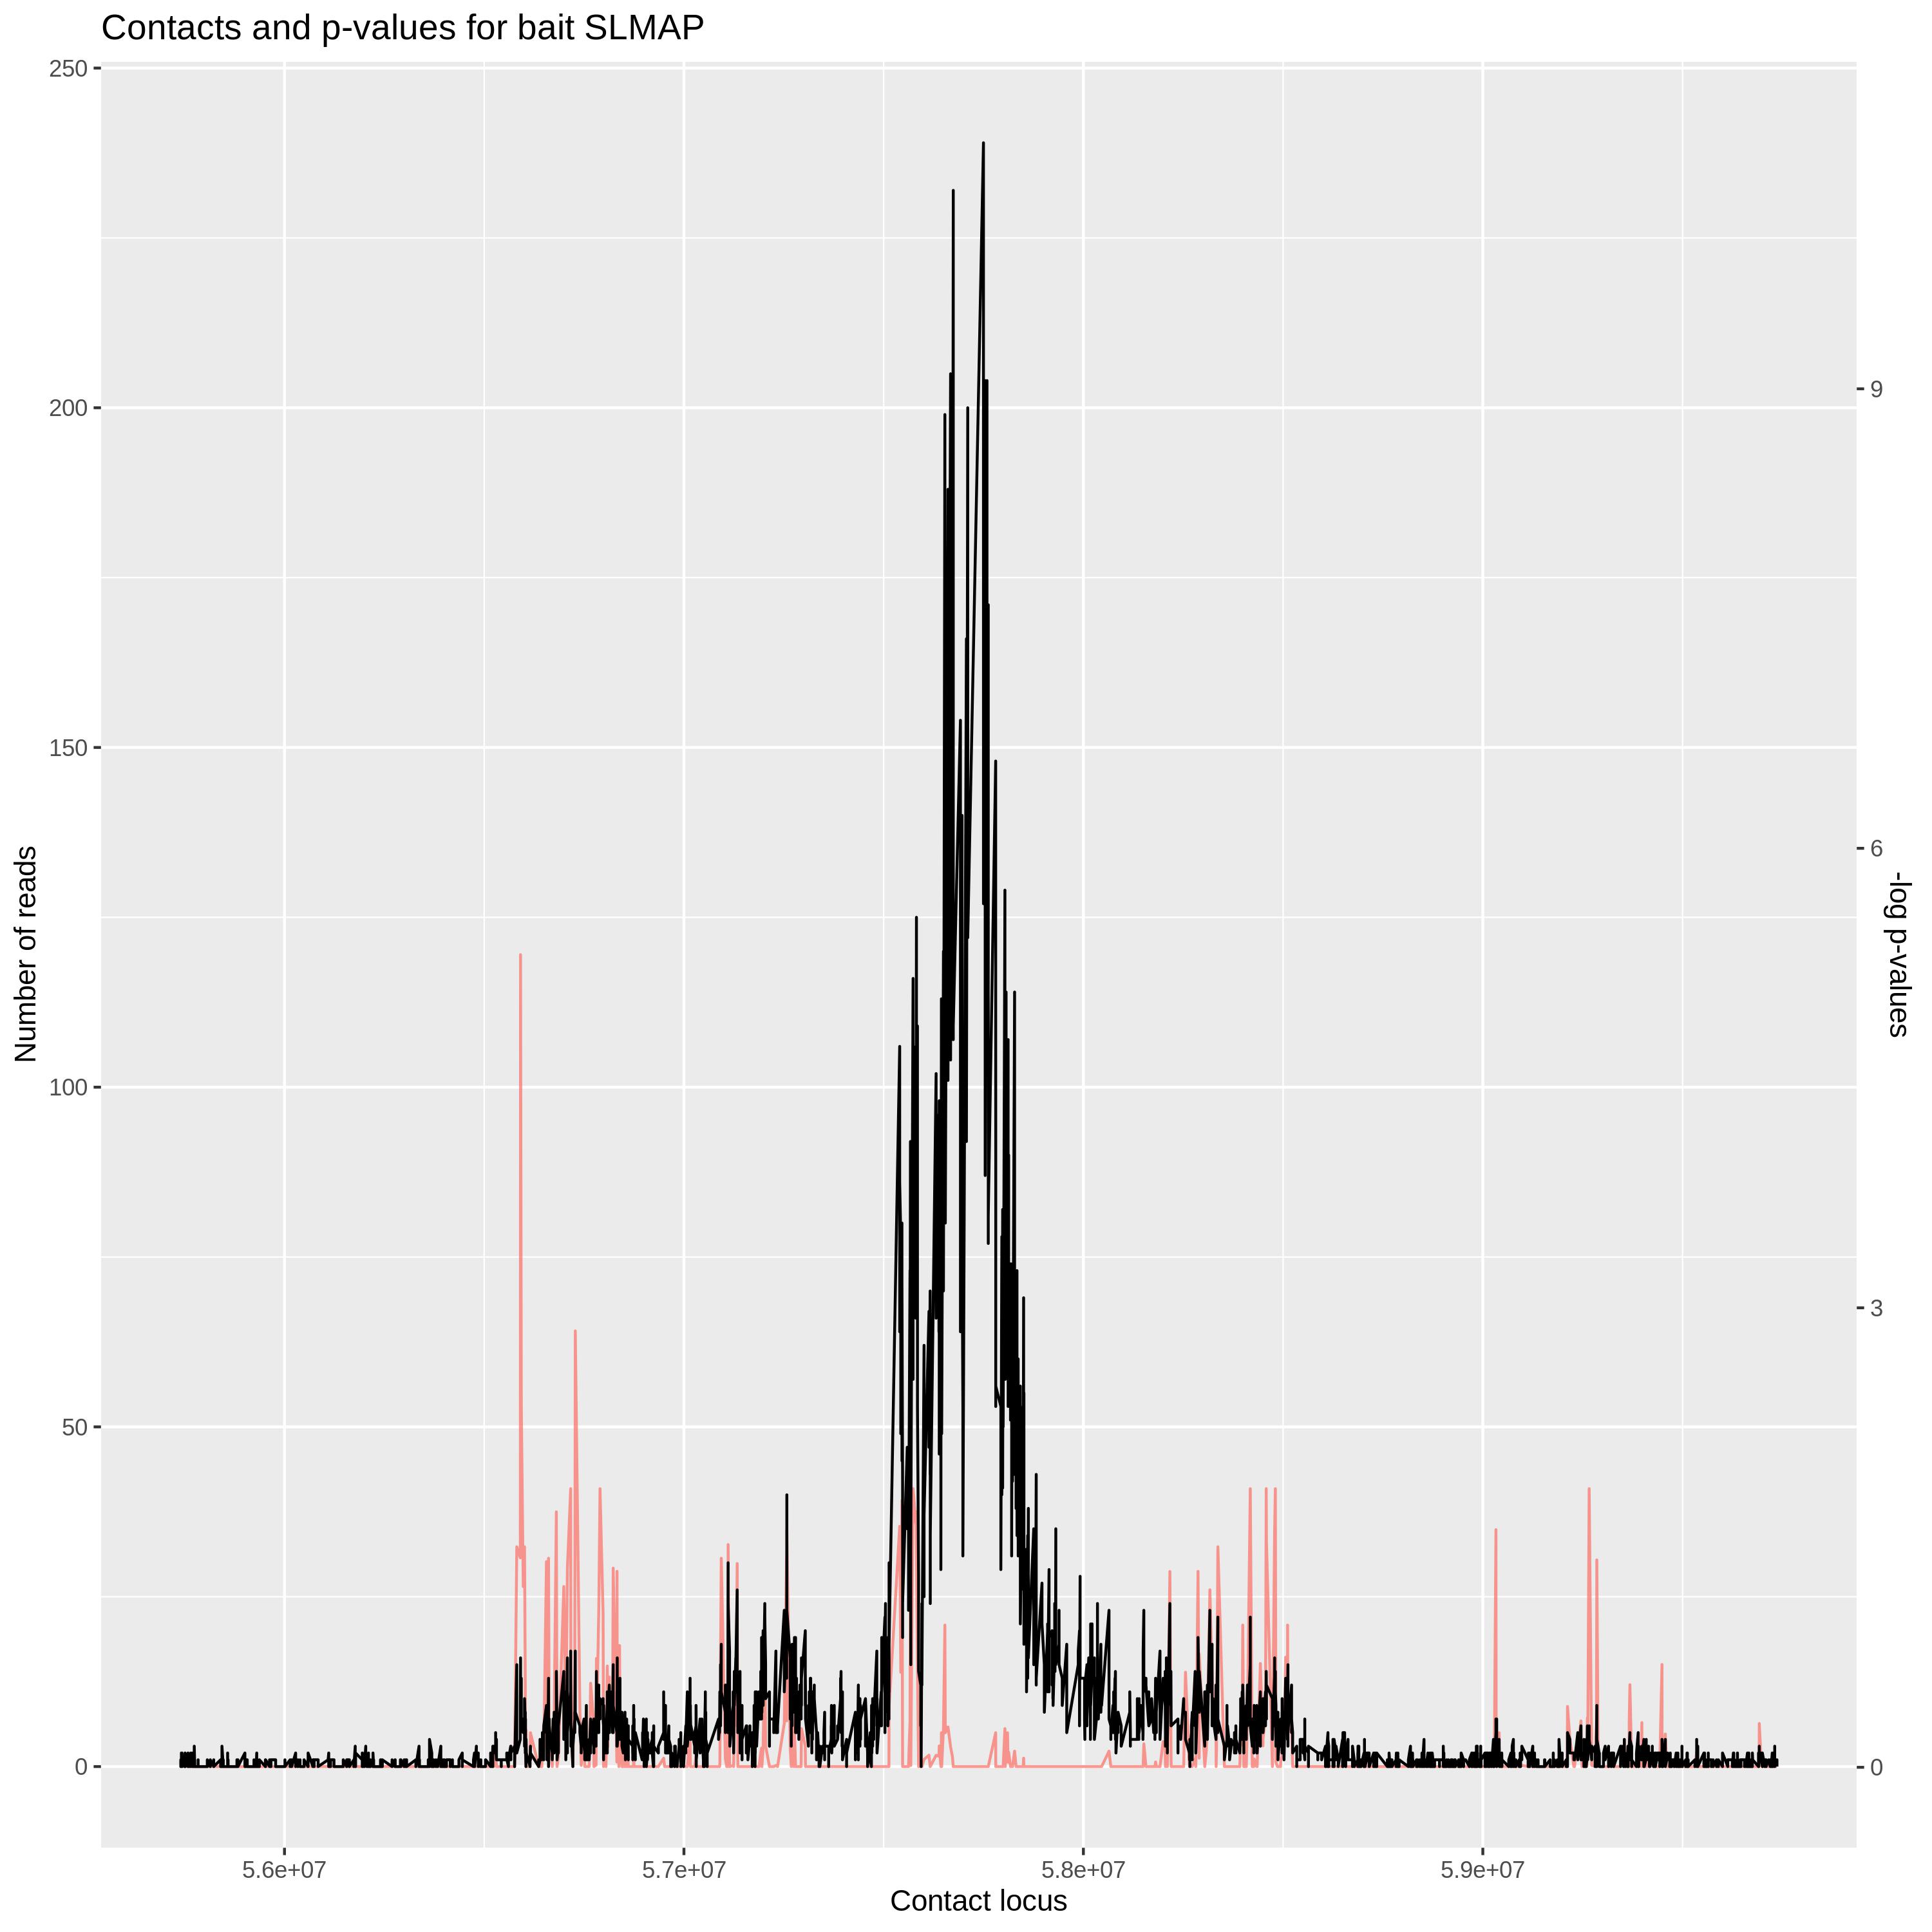 Contacts and p-values for bait SLMAP
250
200
150
100
50
0
Number of reads
9
6
3
0
-log p-values
5.6e+07
5.7e+07
5.8e+07
5.9e+07
Contact locus